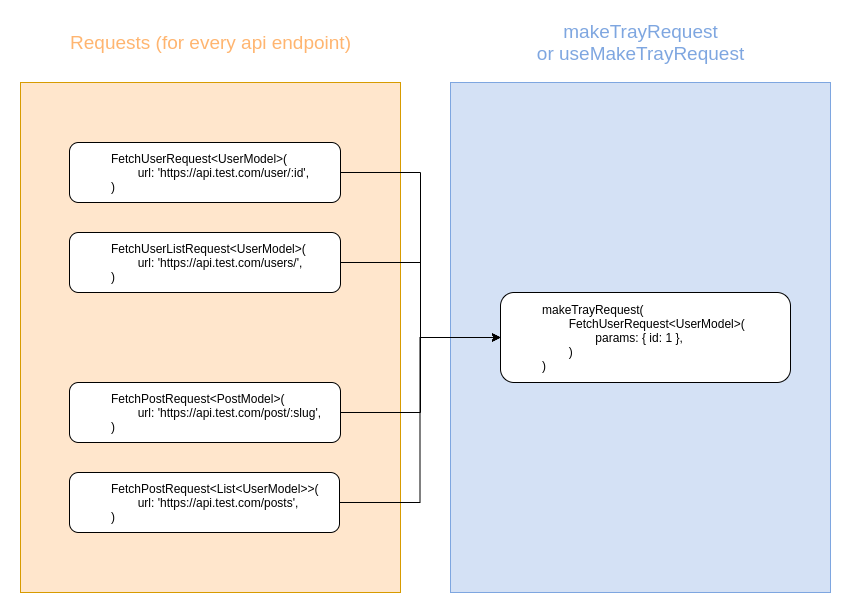 Requests (for every api endpoint)
makeTrayRequest
or useMakeTrayRequest
FetchUserRequest<UserModel>(
url: 'https://api.test.com/user/:id',
)
FetchUserListRequest<UserModel>(
url: 'https://api.test.com/users/',
)
FetchPostRequest<PostModel>(
url: 'https://api.test.com/post/:slug',
)
FetchPostRequest<List<UserModel>>(
url: 'https://api.test.com/posts',
)
makeTrayRequest(
FetchUserRequest<UserModel>(
params: { id: 1 },
)
)